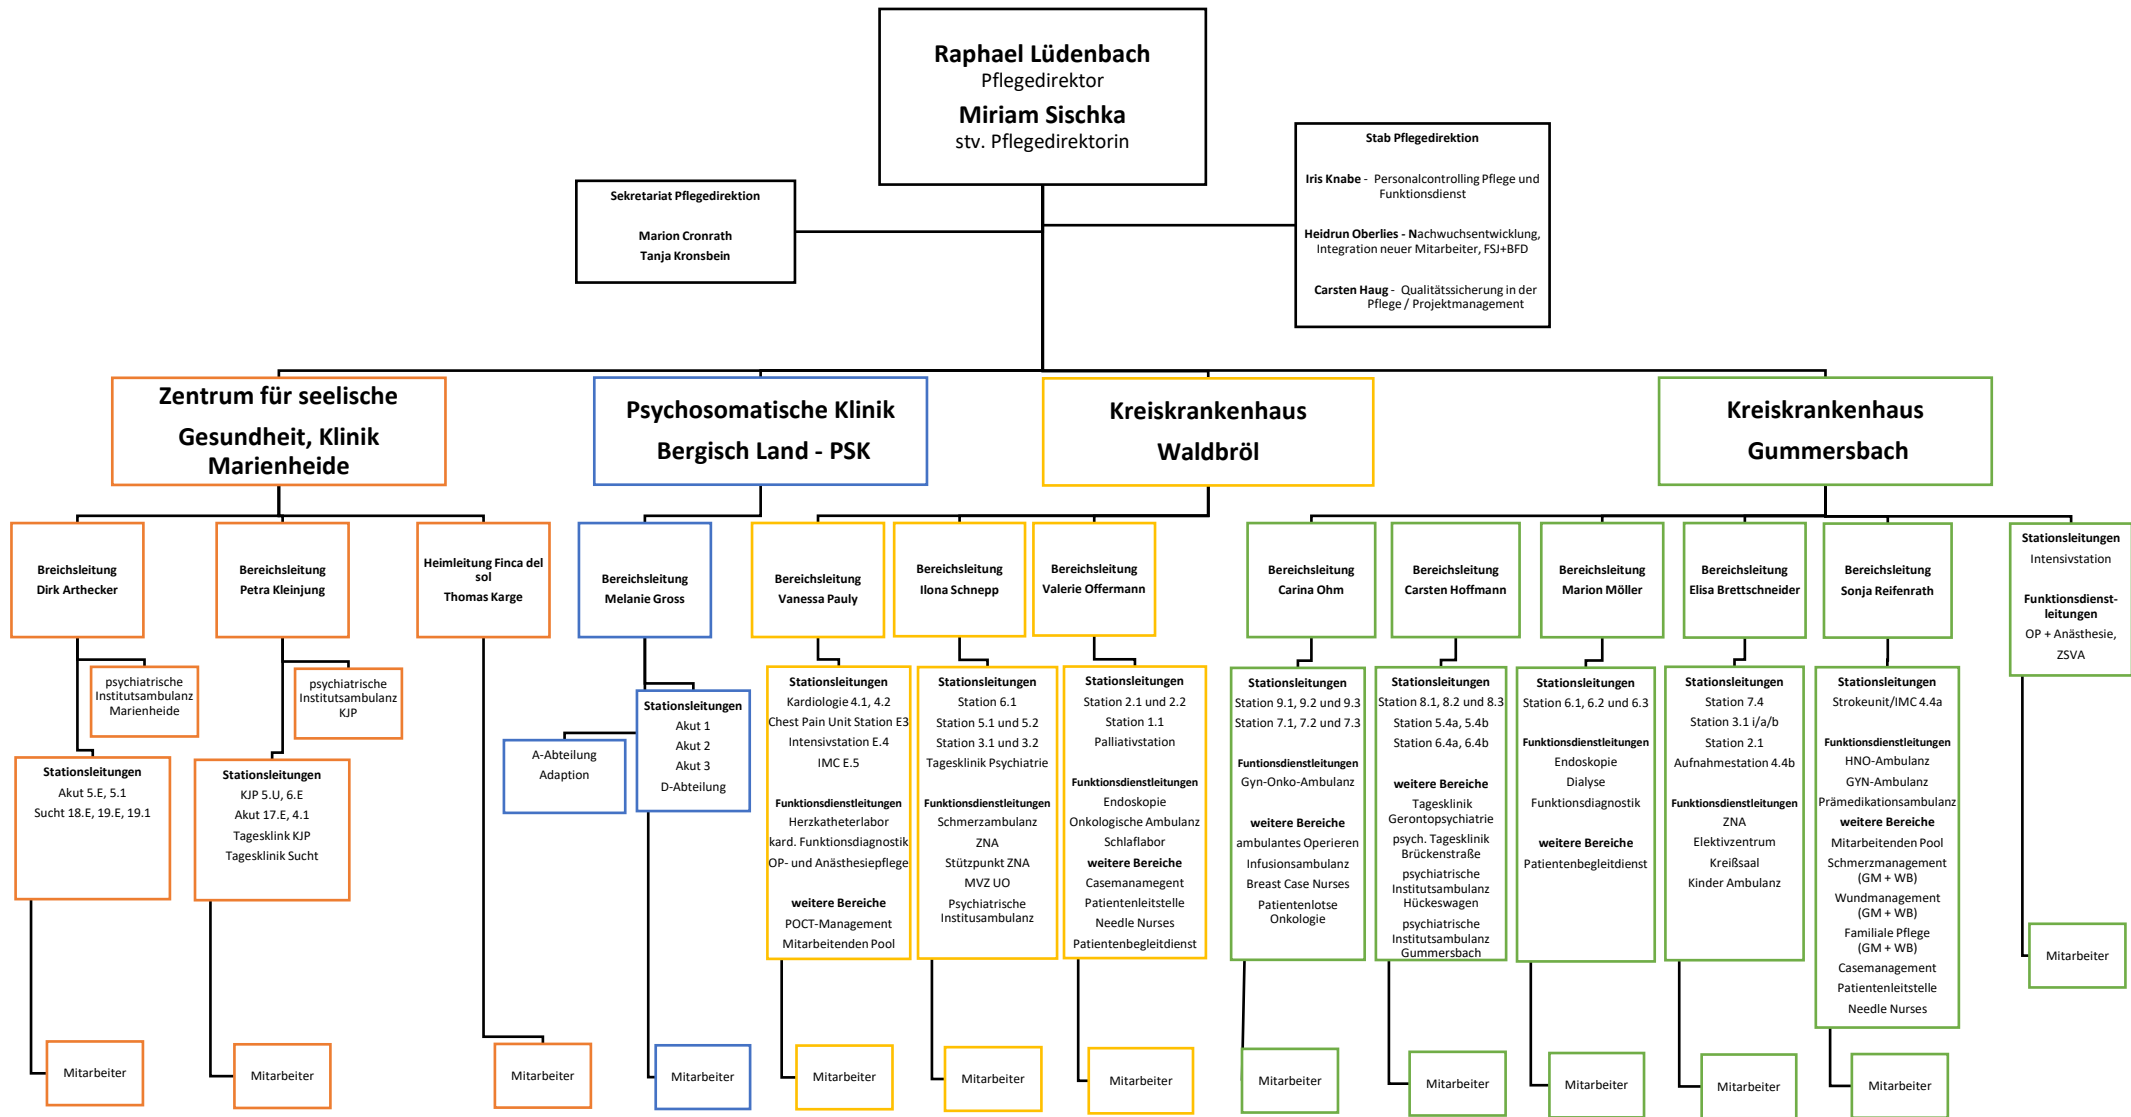 Raphael Lüdenbach
Pflegedirektor
Miriam Sischka
stv. Pflegedirektorin
Sekretariat Pflegedirektion
Marion Cronrath
Tanja Kronsbein
Stab Pflegedirektion
Iris Knabe - Personalcontrolling Pflege und
Funktionsdienst
Heidrun Oberlies - Nachwuchsentwicklung,
Integration neuer Mitarbeiter, FSJ+BFD
Carsten Haug - Qualitätssicherung in der
Pflege / Projektmanagement
Zentrum für seelische
Gesundheit, Klinik
Marienheide
Psychosomatische Klinik
Bergisch Land - PSK
Kreiskrankenhaus
Waldbröl
Kreiskrankenhaus
Gummersbach
Breichsleitung
Dirk Arthecker
Bereichsleitung
Petra Kleinjung
Heimleitung Finca del
sol
Thomas Karge
Bereichsleitung
Melanie Gross
Bereichsleitung
Vanessa Pauly
Bereichsleitung
Ilona Schnepp
Bereichsleitung
Valerie Offermann
Bereichsleitung
Carina Ohm
Bereichsleitung
Carsten Hoffmann
Bereichsleitung
Marion Möller
Bereichsleitung
Elisa Brettschneider
Bereichsleitung
Sonja Reifenrath
Stationsleitungen
Intensivstation
Funktionsdienst-
leitungen
OP + Anästhesie,
ZSVA
psychiatrische
Institutsambulanz
Marienheide
psychiatrische
Institutsambulanz
KJP
Stationsleitungen
Akut 5.E, 5.1
Sucht 18.E, 19.E, 19.1
Stationsleitungen
KJP 5.U, 6.E
Akut 17.E, 4.1
Tagesklink KJP
Tagesklinik Sucht
A-Abteilung
Adaption
Stationsleitungen
Akut 1
Akut 2
Akut 3
D-Abteilung
Stationsleitungen
Kardiologie 4.1, 4.2
Chest Pain Unit Station E3
Intensivstation E.4
IMC E.5
Funktionsdienstleitungen
Herzkatheterlabor
kard. Funktionsdiagnostik
OP- und Anästhesiepflege
weitere Bereiche
POCT-Management
Mitarbeitenden Pool
Stationsleitungen
Station 6.1
Station 5.1 und 5.2
Station 3.1 und 3.2
Tagesklinik Psychiatrie
Funktionsdienstleitungen
Schmerzambulanz
ZNA
Stützpunkt ZNA
MVZ UO
Psychiatrische
Institusambulanz
Stationsleitungen
Station 2.1 und 2.2
Station 1.1
Palliativstation
Funktionsdienstleitungen
Endoskopie
Onkologische Ambulanz
Schlaflabor
weitere Bereiche
Casemanamegent
Patientenleitstelle
Needle Nurses
Patientenbegleitdienst
Stationsleitungen
Station 9.1, 9.2 und 9.3
Station 7.1, 7.2 und 7.3
Funtionsdienstleitungen
Gyn-Onko-Ambulanz
weitere Bereiche
ambulantes Operieren
Infusionsambulanz
Breast Case Nurses
Patientenlotse
Onkologie
Stationsleitungen
Station 8.1, 8.2 und 8.3
Station 5.4a, 5.4b
Station 6.4a, 6.4b
weitere Bereiche
Tagesklinik
Gerontopsychiatrie
psych. Tagesklinik
Brückenstraße
psychiatrische
Institutsambulanz
Hückeswagen
psychiatrische
Institutsambulanz
Gummersbach
Stationsleitungen
Station 6.1, 6.2 und 6.3
Funktionsdienstleitungen
Endoskopie
Dialyse
Funktionsdiagnostik
weitere Bereiche
Patientenbegleitdienst
Stationsleitungen
Station 7.4
Station 3.1 i/a/b
Station 2.1
Aufnahmestation 4.4b
Funktionsdienstleitungen
ZNA
Elektivzentrum
Kreißsaal
Kinder Ambulanz
Stationsleitungen
Strokeunit/IMC 4.4a
Funktionsdienstleitungen
HNO-Ambulanz
GYN-Ambulanz
Prämedikationsambulanz
weitere Bereiche
Mitarbeitenden Pool
Schmerzmanagement
(GM + WB)
Wundmanagement
(GM + WB)
Familiale Pflege
(GM + WB)
Casemanagement
Patientenleitstelle
Needle Nurses
Mitarbeiter
Mitarbeiter
Mitarbeiter
Mitarbeiter
Mitarbeiter
Mitarbeiter
Mitarbeiter
Mitarbeiter
Mitarbeiter
Mitarbeiter
Mitarbeiter
Mitarbeiter
Mitarbeiter